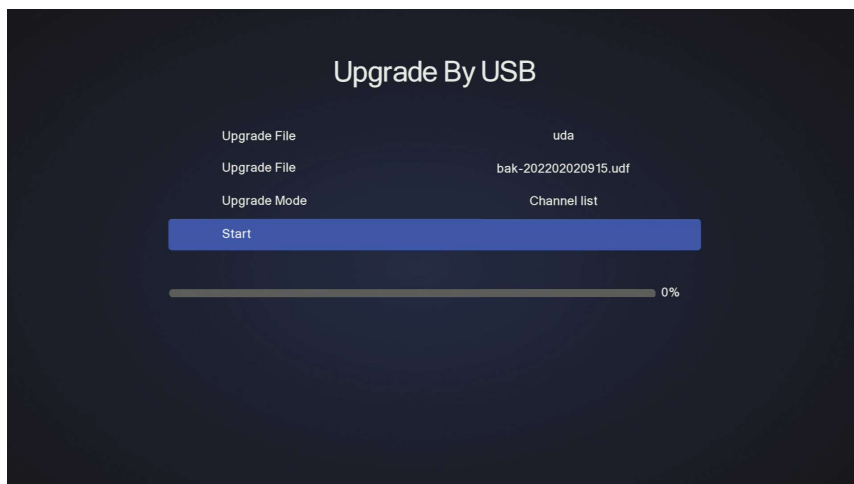 Upgrade By USB
Upgrade File uda
Upgrade File bak-202202020915.udf
Upgrade Mode Channel list
Start
0%